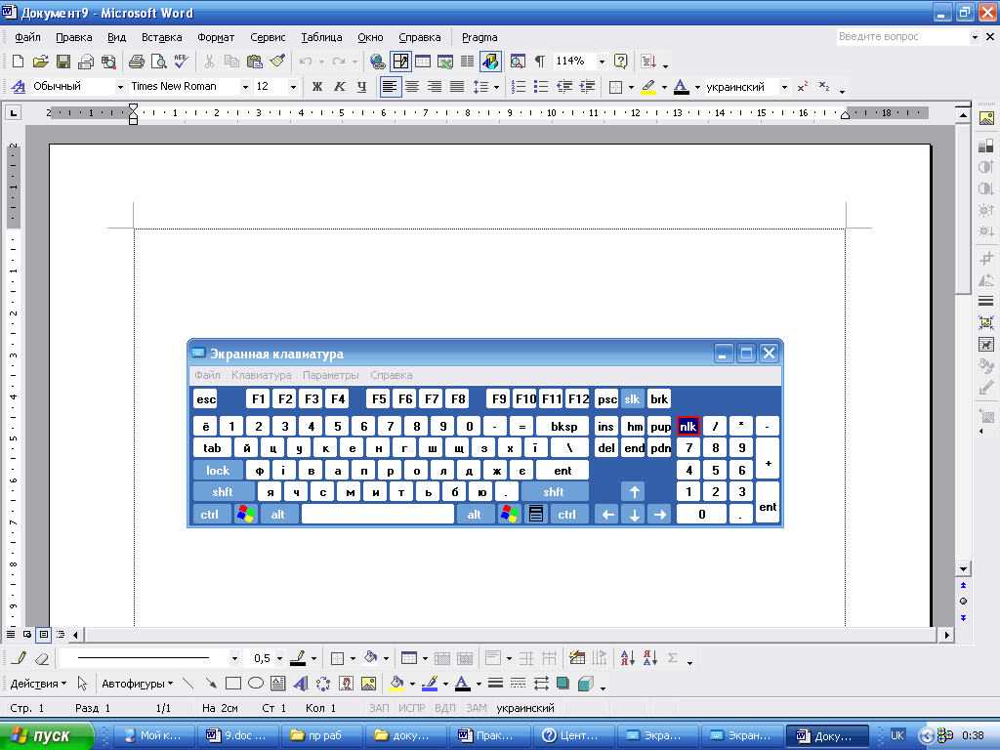 Документ9 - Microsoft Word
Файл Правка Вид Вставка Формат Сервис Таблица Окно Справка Pragma Введите вопрос
114%
Обычный Times New Roman 12 Ж К Ч украинский x² x₂
2 1 1 2 3 4 5 6 7 8 9 10 11 12 13 14 15 16 18
Экранная клавиатура
Файл Клавиатура Параметры Справка
esc F1 F2 F3 F4 F5 F6 F7 F8 F9 F10 F11 F12 psc slk brk
ё 1 2 3 4 5 6 7 8 9 0 - = bksp ins hm pup nlk / * -
tab й ц у к е н г ш щ з х ї \ del end pdn 7 8 9 +
lock ф і в а п р о л д ж є ent 4 5 6
shft я ч с м и т ь б ю . shft ↑ 1 2 3 ent
ctrl alt alt ctrl ← ↓ → 0 .
0,5
Действия Автофигуры
Стр. 1 Разд 1 1/1 На 2см Ст 1 Кол 1 ЗАП ИСПР ВДЛ ЗАМ украинский
пуск Мой к... 9.doc ... пр раб доку... Прак... Цент... Экра... Экран... Доку... UK 0:38